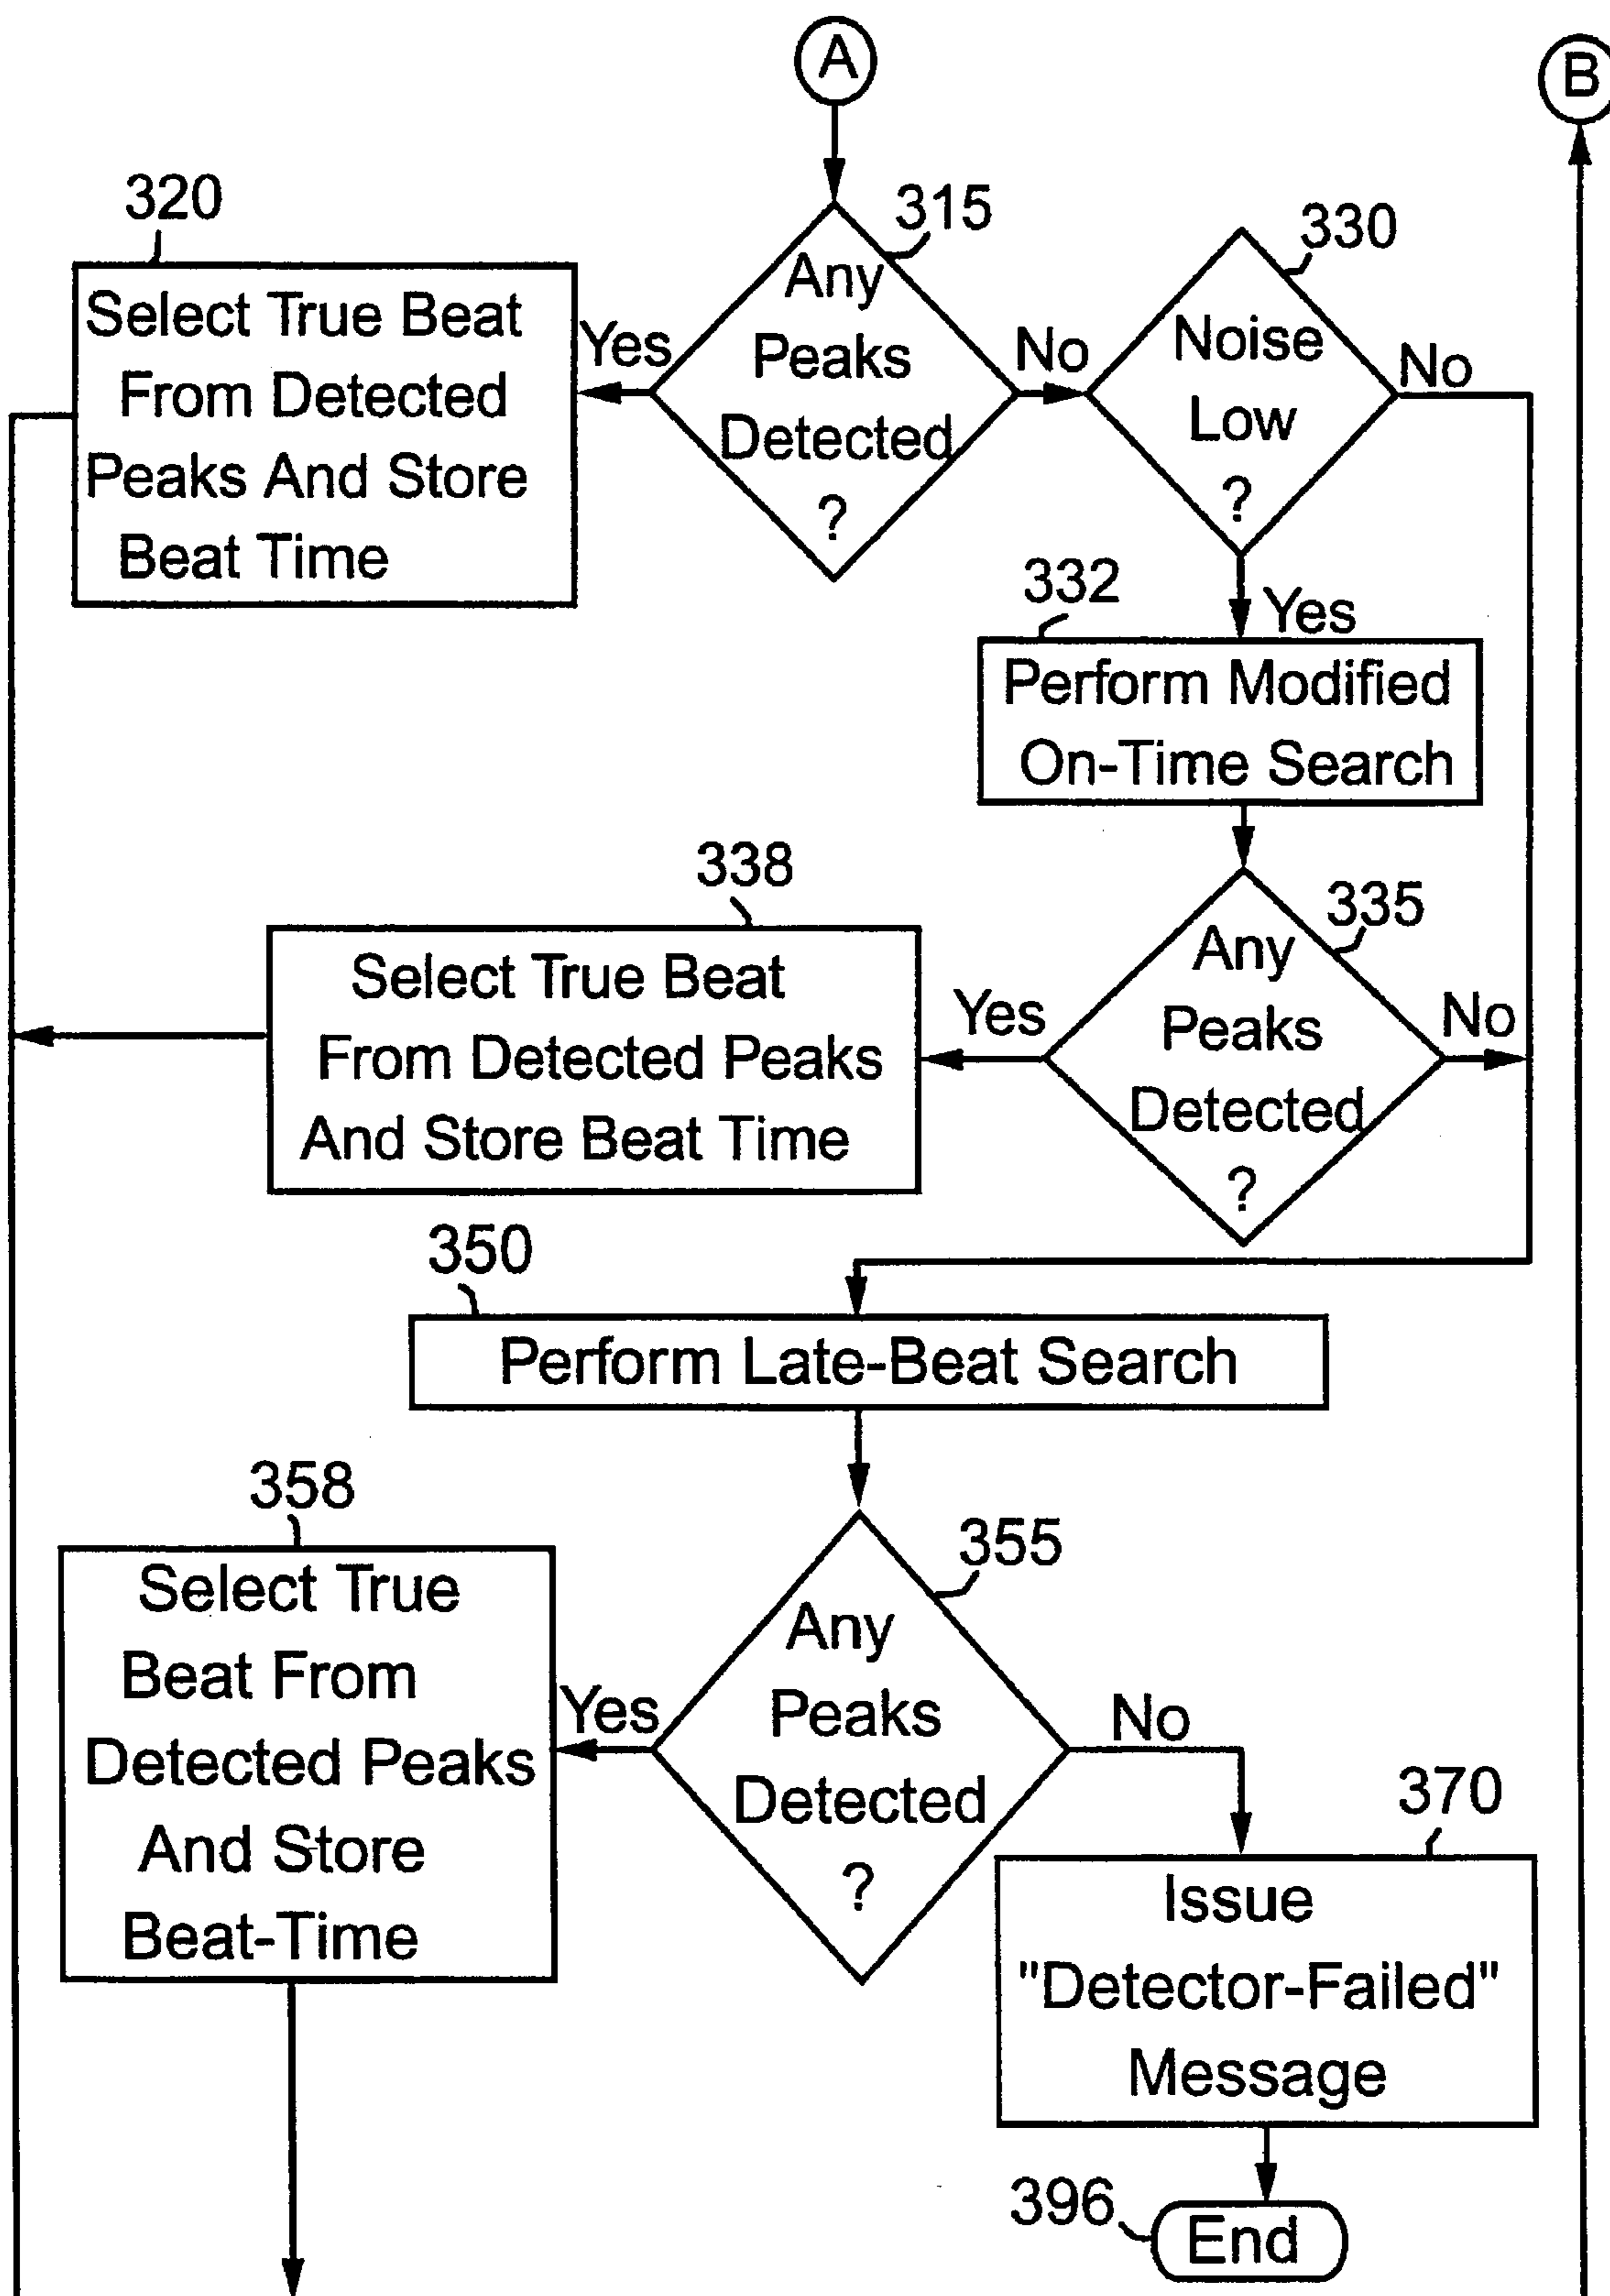 A
B
320
315
330
Select True Beat
From Detected
Peaks And Store
Beat Time
Yes
Any
Peaks
Detected
?
No
Noise
Low
?
No
332
Yes
Perform Modified
On-Time Search
338
335
Select True Beat
From Detected Peaks
And Store Beat Time
Yes
Any
Peaks
Detected
?
No
350
Perform Late-Beat Search
358
355
Select True
Beat From
Detected Peaks
And Store
Beat-Time
Yes
Any
Peaks
Detected
?
No
370
Issue
"Detector-Failed"
Message
396
End